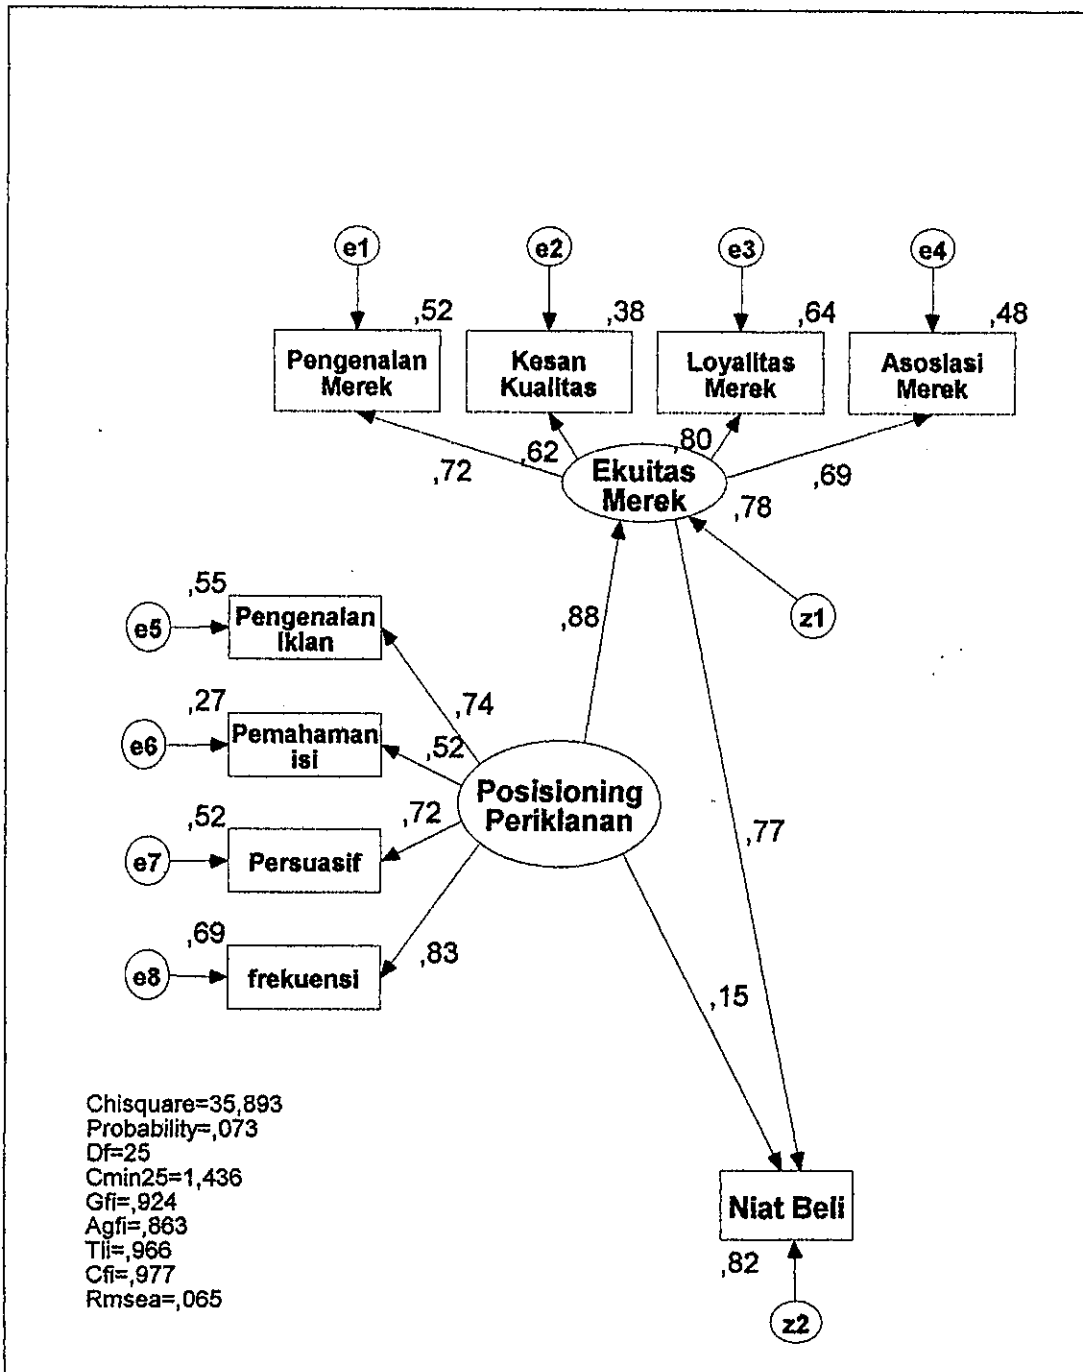 e1
e2
e3
e4
,52
,38
,64
,48
Pengenalan
Merek
Kesan
Kualitas
Loyalitas
Merek
Asosiasi
Merek
,72
,62
,80
,69
Ekuitas
Merek
,78
z1
,88
,55
e5
Pengenalan
Iklan
,74
,27
e6
Pemahaman
isi
,52
Posisioning
Periklanan
,52
e7
Persuasif
,72
,77
,69
e8
frekuensi
,83
,15
Chisquare=35,893
Probability=,073
Df=25
Cmin25=1,436
Gfi=,924
Agfi=,863
Tli=,966
Cfi=,977
Rmsea=,065
Niat Beli
,82
z2